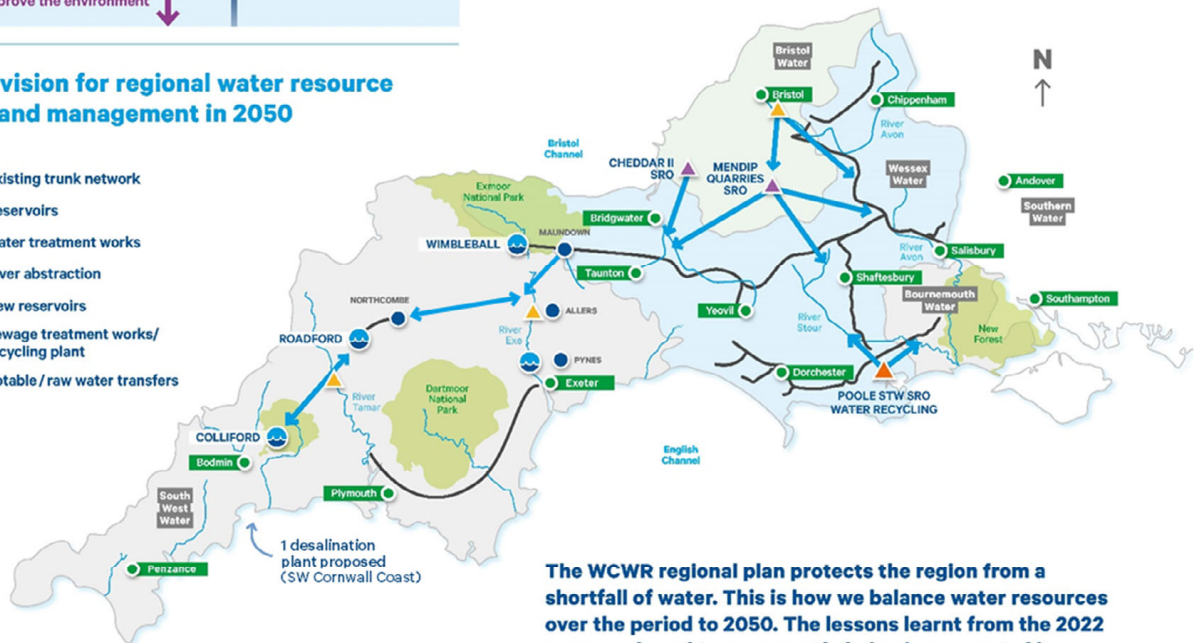 prove the environment
vision for regional water resource
and management in 2050
xisting trunk network
eservoirs
ater treatment works
ver abstraction
ew reservoirs
ewage treatment works/
cycling plant
otable / raw water transfers
N
Bristol
Water
Bristol
Chippenham
River
Avon
Bristol
Channel
CHEDDAR II
SRO
MENDIP
QUARRIES
SRO
Wessex
Water
Andover
Southern
Water
Exmoor
National Park
Bridgwater
MAUNDOWN
WIMBLEBALL
Taunton
River
Avon
Salisbury
Shaftesbury
Bournemouth
Water
Southampton
NORTHCOMBE
ALLERS
Yeovil
River
Stour
New
Forest
ROADFORD
River
Exe
PYNES
Exeter
Dorchester
POOLE STW SRO
WATER RECYCLING
River
Tamar
Dartmoor
National
Park
COLLIFORD
Bodmin
English
Channel
Plymouth
South
West
Water
1 desalination
plant proposed
(SW Cornwall Coast)
Penzance
The WCWR regional plan protects the region from a
shortfall of water. This is how we balance water resources
over the period to 2050. The lessons learnt from the 2022